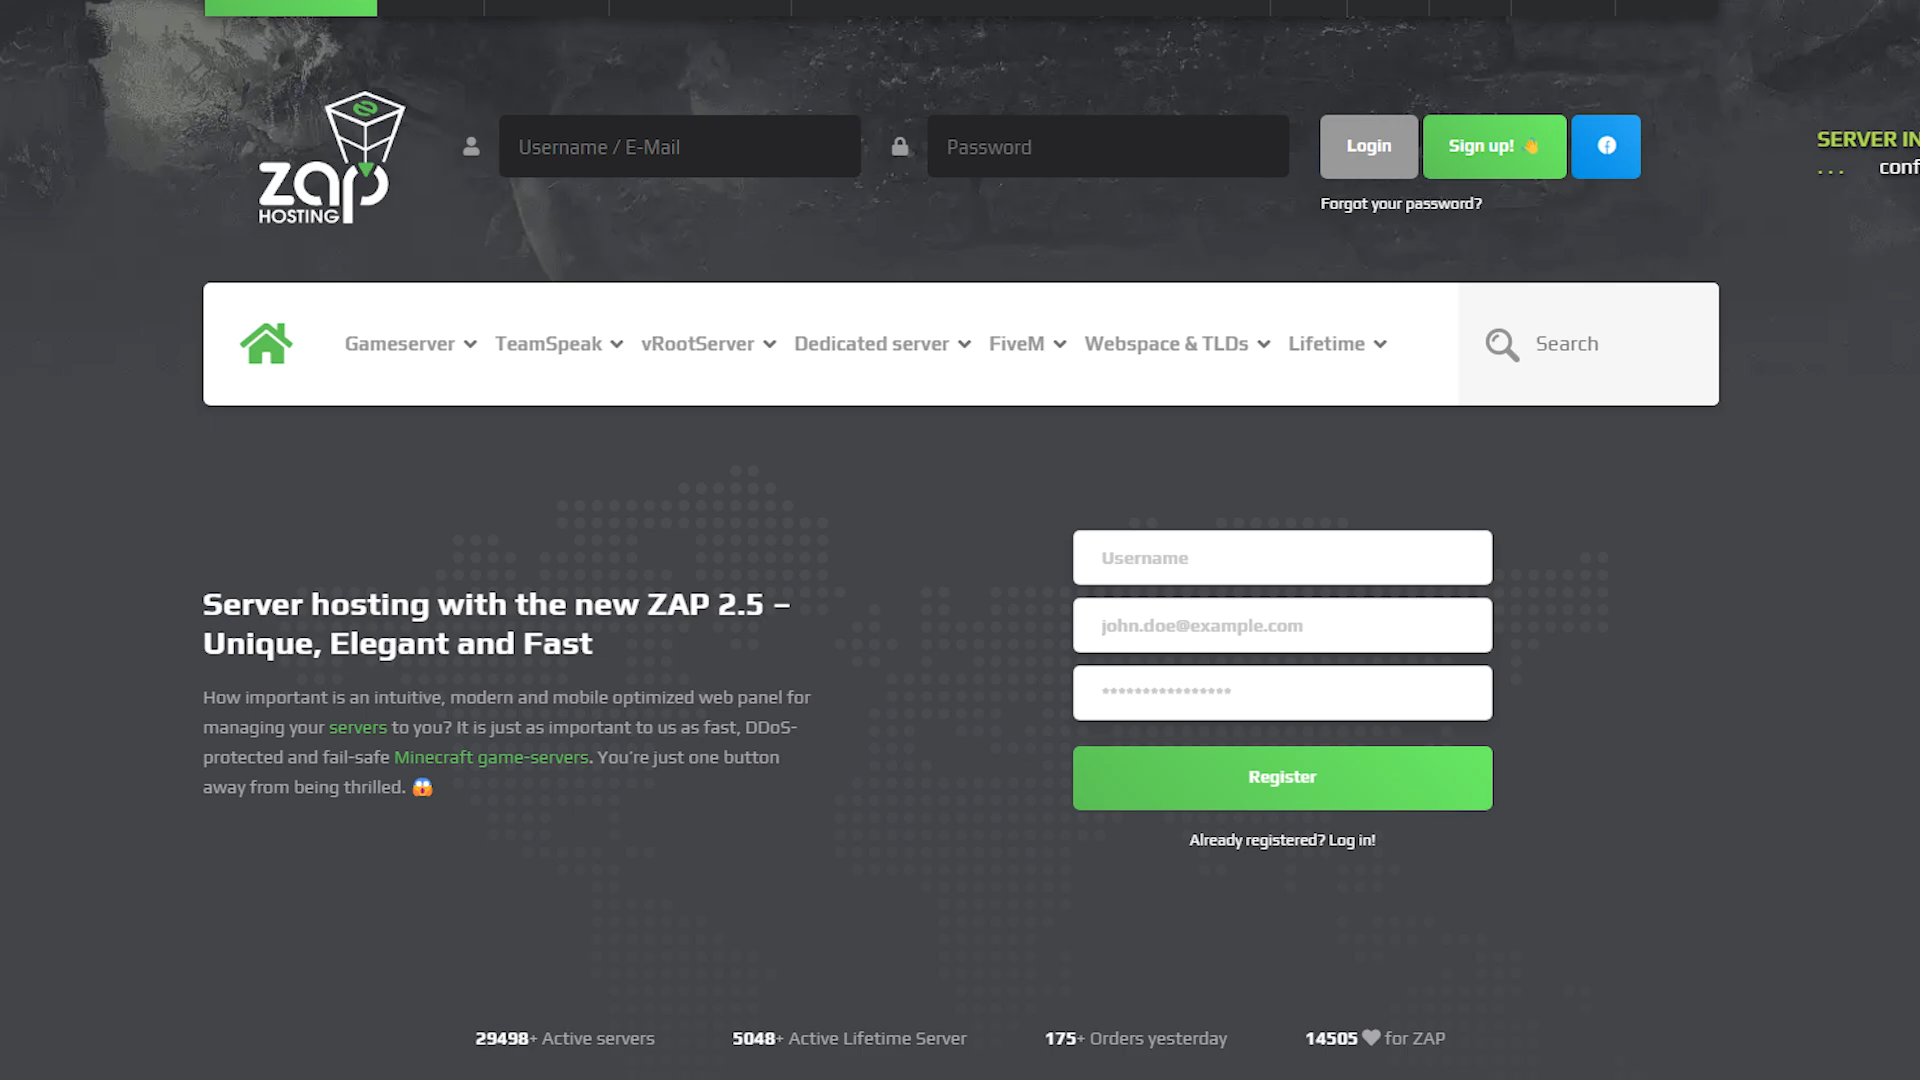 zap
HOSTING
Username / E-Mail
Password
Login
Sign up! 👋
SERVER IN
... conf
Forgot your password?
Gameserver
TeamSpeak
vRootServer
Dedicated server
FiveM
Webspace & TLDs
Lifetime
Search
Server hosting with the new ZAP 2.5 –
Unique, Elegant and Fast
How important is an intuitive, modern and mobile optimized web panel for
managing your servers to you? It is just as important to us as fast, DDoS-
protected and fail-safe Minecraft game-servers. You're just one button
away from being thrilled. 😱
Username
john.doe@example.com
****************
Register
Already registered? Log in!
29498+ Active servers
5048+ Active Lifetime Server
175+ Orders yesterday
14505 ♥ for ZAP